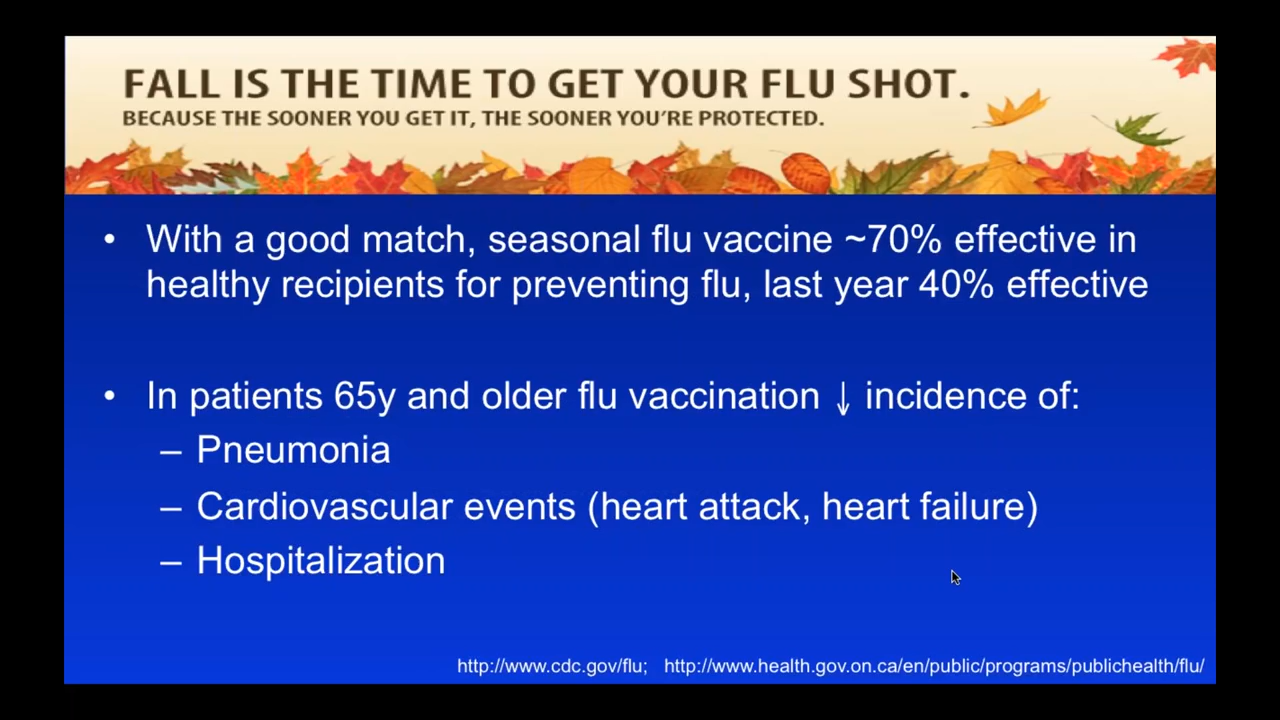 FALL IS THE TIME TO GET YOUR FLU SHOT.
BECAUSE THE SOONER YOU GET IT, THE SOONER YOU'RE PROTECTED.
• With a good match, seasonal flu vaccine ~70% effective in
healthy recipients for preventing flu, last year 40% effective
• In patients 65y and older flu vaccination ↓ incidence of:
– Pneumonia
– Cardiovascular events (heart attack, heart failure)
– Hospitalization
http://www.cdc.gov/flu; http://www.health.gov.on.ca/en/public/programs/publichealth/flu/